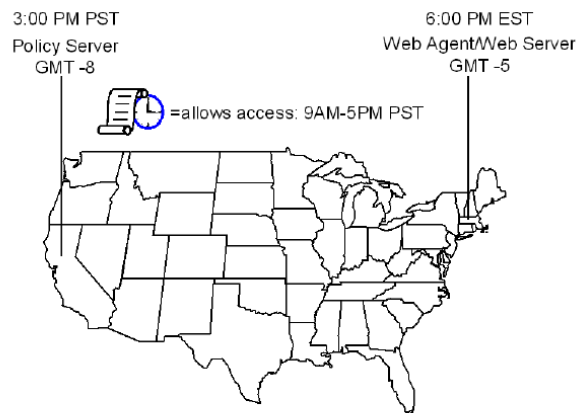 3:00 PM PST
Policy Server
GMT -8
6:00 PM EST
Web Agent/Web Server
GMT -5
=allows access: 9AM-5PM PST